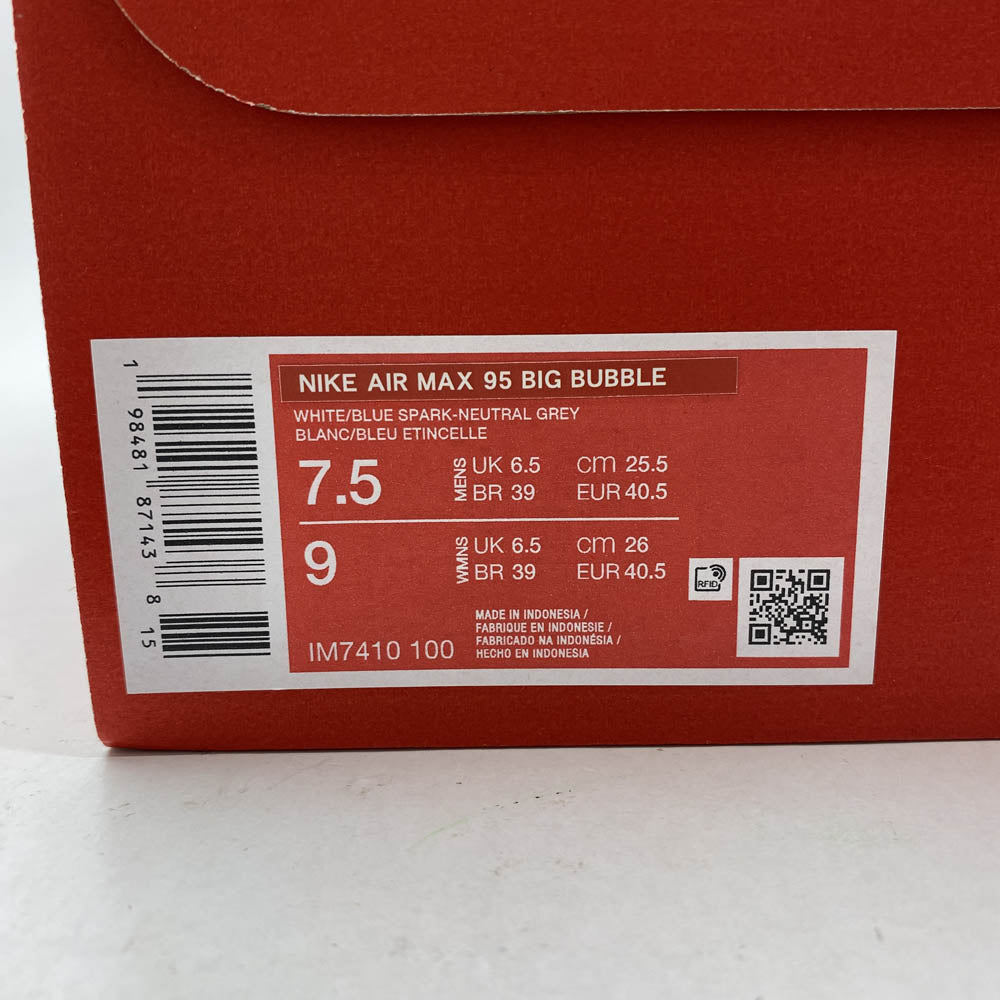 1 98481 87143 8 15
NIKE AIR MAX 95 BIG BUBBLE
WHITE/BLUE SPARK-NEUTRAL GREY
BLANC/BLEU ETINCELLE
7.5 MENS UK 6.5 cm 25.5
BR 39 EUR 40.5
9 WMNS UK 6.5 cm 26
BR 39 EUR 40.5
RFID
MADE IN INDONESIA /
FABRIQUE EN INDONESIE /
FABRICADO NA INDONÉSIA /
HECHO EN INDONESIA
IM7410 100